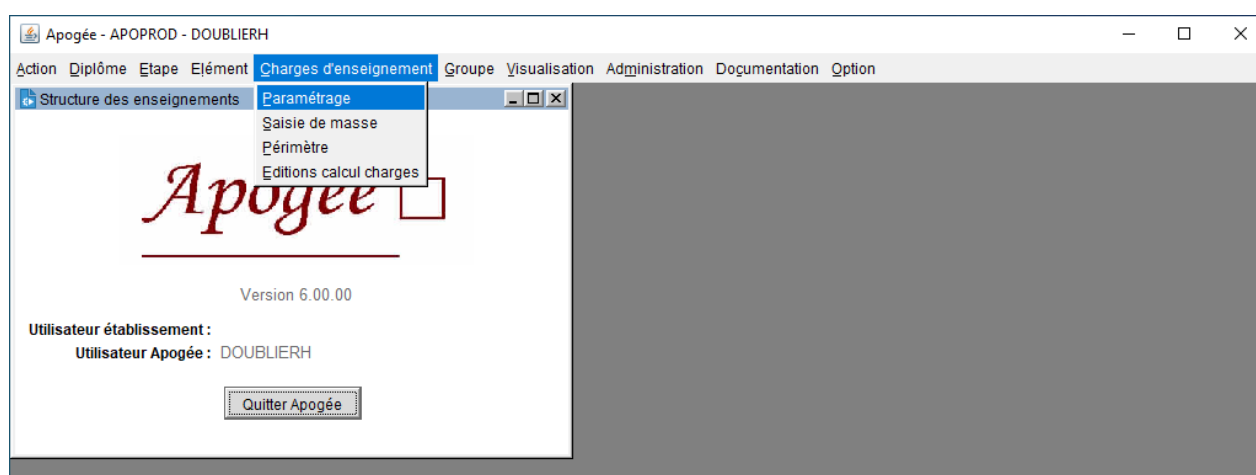 Apogée - APOPROD - DOUBLIERH
Action Diplôme Etape Elément Charges d'enseignement Groupe Visualisation Administration Documentation Option
Structure des enseignements
Paramétrage
Saisie de masse
Périmètre
Editions calcul charges
Apogée
Version 6.00.00
Utilisateur établissement :
Utilisateur Apogée : DOUBLIERH
Quitter Apogée